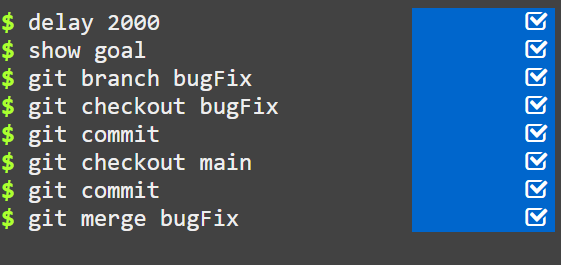 $ delay 2000
$ show goal
$ git branch bugFix
$ git checkout bugFix
$ git commit
$ git checkout main
$ git commit
$ git merge bugFix